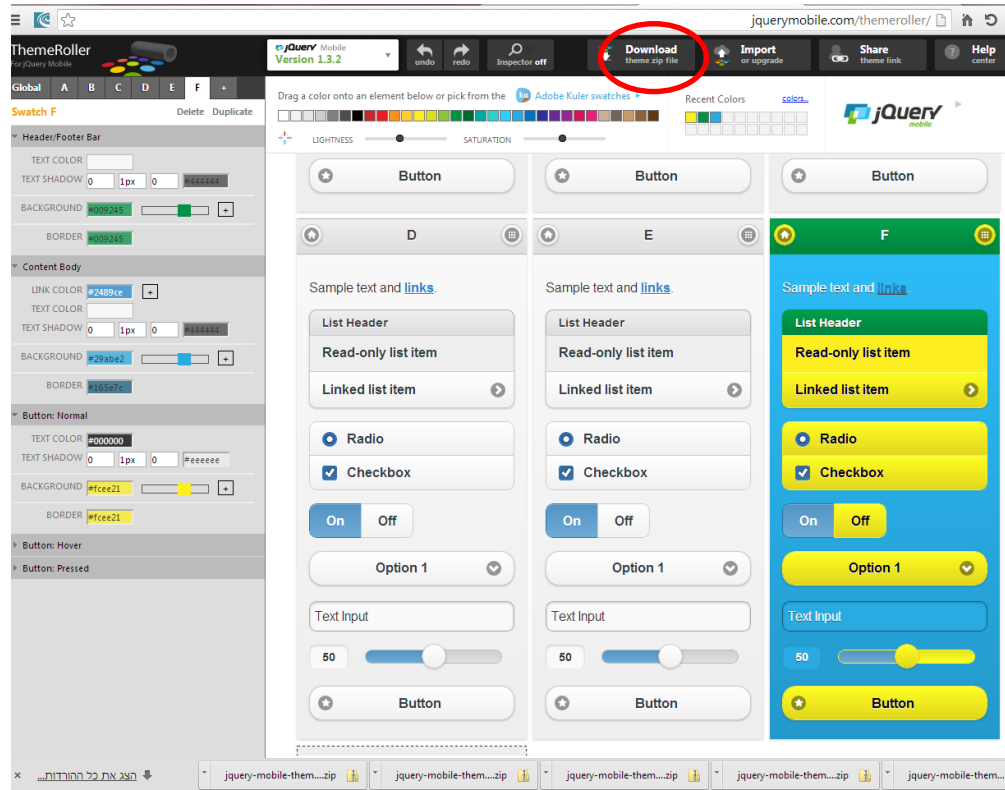 jquerymobile.com/themeroller/
ThemeRoller
For jQuery Mobile
jQuery Mobile
Version 1.3.2
undo
redo
Inspector off
Download
theme zip file
Import
or upgrade
Share
theme link
? Help
center
Global A B C D E F +
Swatch F Delete Duplicate
Header/Footer Bar
TEXT COLOR
TEXT SHADOW 0 1px 0 #444444
BACKGROUND #009245 +
BORDER #009245
Content Body
LINK COLOR #2489ce +
TEXT COLOR
TEXT SHADOW 0 1px 0 #444444
BACKGROUND #29abe2 +
BORDER #165e7c
Button: Normal
TEXT COLOR #000000
TEXT SHADOW 0 1px 0 #eeeeee
BACKGROUND #fcee21 +
BORDER #fcee21
Button: Hover
Button: Pressed
Drag a color onto an element below or pick from the ku Adobe Kuler swatches
LIGHTNESS SATURATION
Recent Colors colors...
jQuery
mobile
Button Button Button
D
Sample text and links.
List Header
Read-only list item
Linked list item
Radio
Checkbox
On Off
Option 1
Text Input
50
Button
E
Sample text and links.
List Header
Read-only list item
Linked list item
Radio
Checkbox
On Off
Option 1
Text Input
50
Button
F
Sample text and links.
List Header
Read-only list item
Linked list item
Radio
Checkbox
On Off
Option 1
Text Input
50
Button
הצג את כל ההורדות...
jquery-mobile-them....zip
jquery-mobile-them....zip
jquery-mobile-them....zip
jquery-mobile-them....zip
jquery-mobile-them...